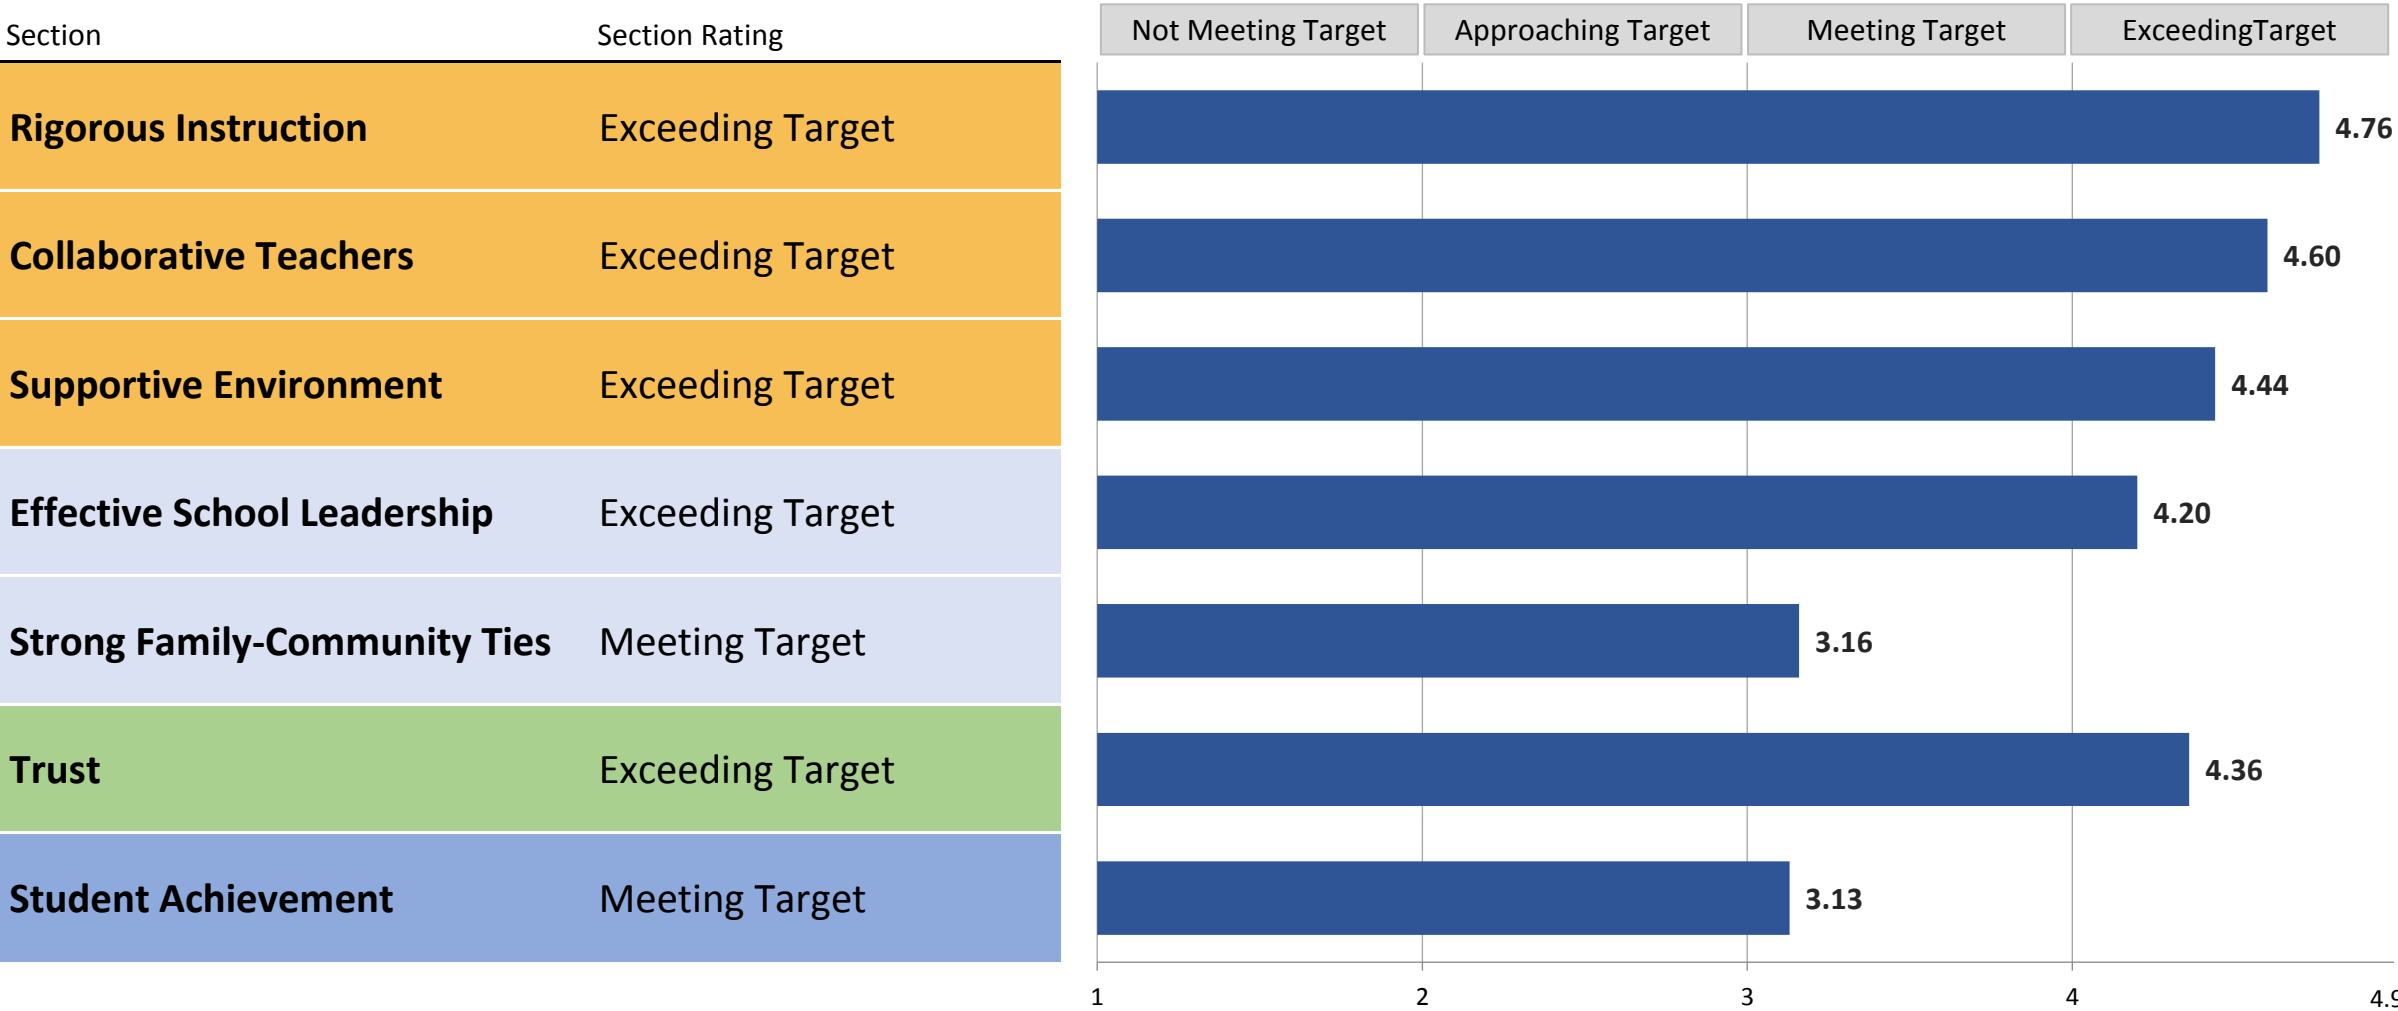 Section Section Rating Not Meeting Target Approaching Target Meeting Target ExceedingTarget
Rigorous Instruction Exceeding Target 4.76
Collaborative Teachers Exceeding Target 4.60
Supportive Environment Exceeding Target 4.44
Effective School Leadership Exceeding Target 4.20
Strong Family-Community Ties Meeting Target 3.16
Trust Exceeding Target 4.36
Student Achievement Meeting Target 3.13
1 2 3 4 4.9